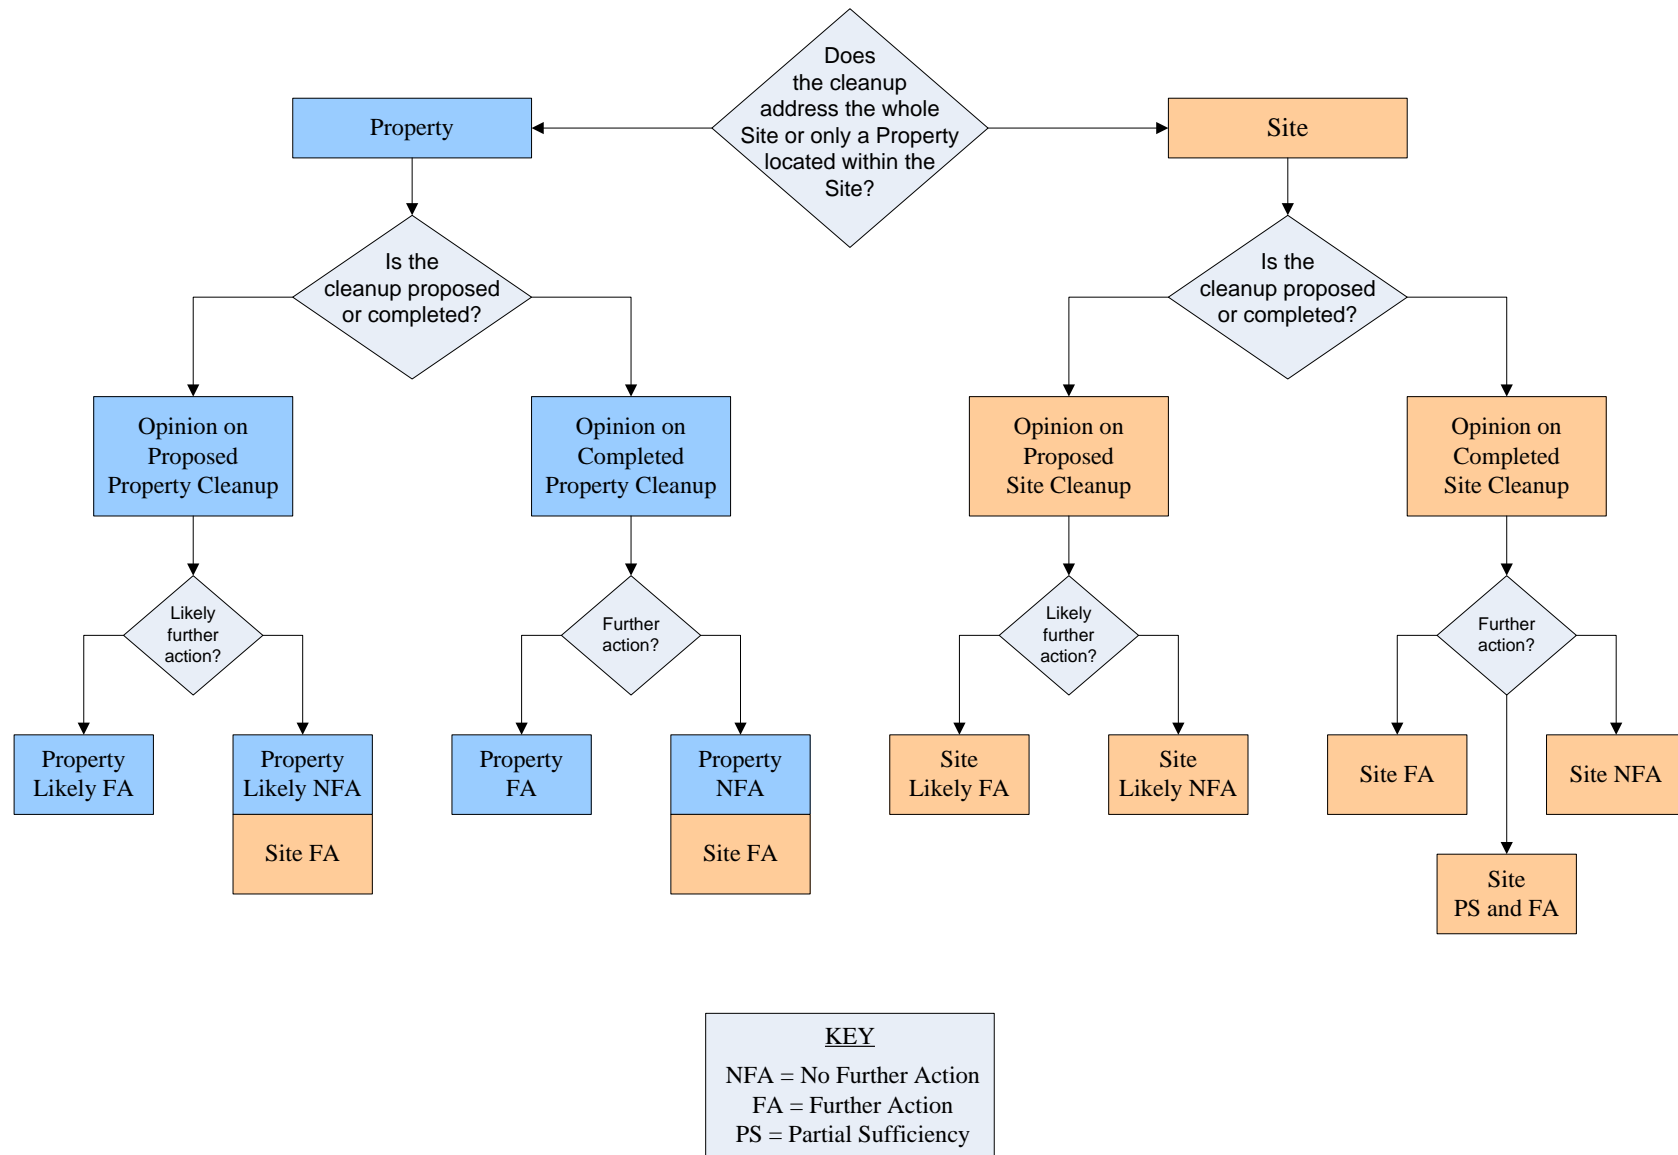 Does
the cleanup
address the whole
Site or only a Property
located within the
Site?
Property
Site
Is the
cleanup proposed
or completed?
Is the
cleanup proposed
or completed?
Opinion on
Proposed
Property Cleanup
Opinion on
Completed
Property Cleanup
Opinion on
Proposed
Site Cleanup
Opinion on
Completed
Site Cleanup
Likely
further
action?
Further
action?
Likely
further
action?
Further
action?
Property
Likely FA
Property
Likely NFA
Site FA
Property
FA
Property
NFA
Site FA
Site
Likely FA
Site
Likely NFA
Site FA
Site NFA
Site
PS and FA
KEY
NFA = No Further Action
FA = Further Action
PS = Partial Sufficiency